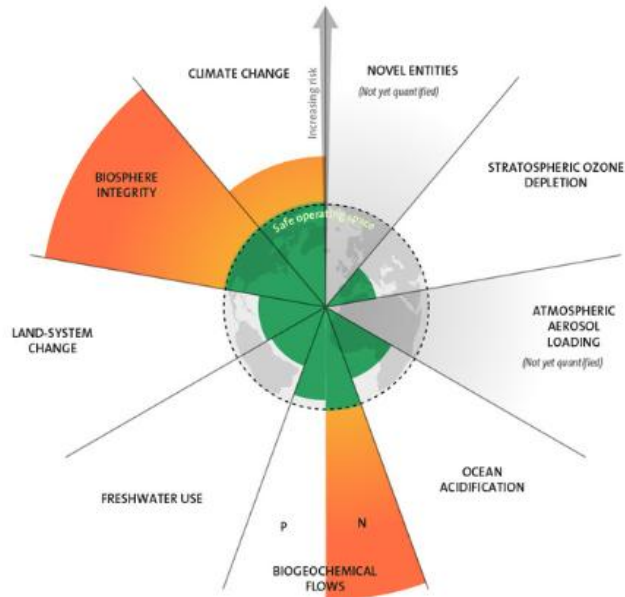 CLIMATE CHANGE
Increasing risk
NOVEL ENTITIES
(Not yet quantified)
STRATOSPHERIC OZONE
DEPLETION
BIOSPHERE
INTEGRITY
Safe operating space
LAND-SYSTEM
CHANGE
ATMOSPHERIC
AEROSOL
LOADING
(Not yet quantified)
FRESHWATER USE
OCEAN
ACIDIFICATION
P
N
BIOGEOCHEMICAL
FLOWS